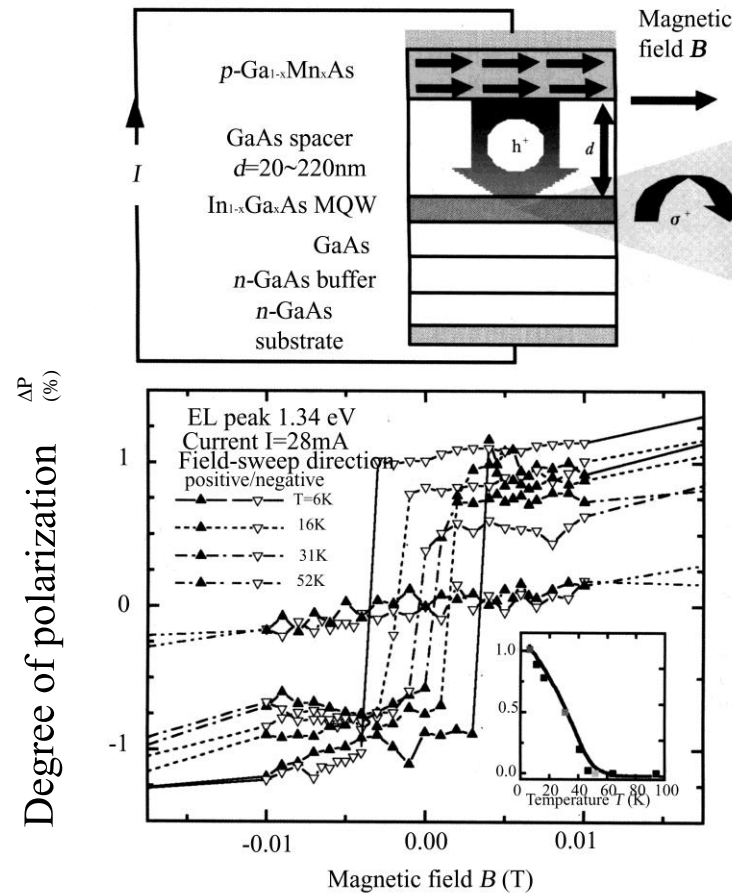 Magnetic
field B
p-Ga1-xMnxAs
GaAs spacer
d=20~220nm
In1-xGaxAs MQW
GaAs
n-GaAs buffer
n-GaAs
substrate
I
h+
d
σ+
ΔP
(%)
Degree of polarization
EL peak 1.34 eV
Current I=28mA
Field-sweep direction
positive/negative
T=6K
16K
31K
52K
1
0
-1
1.0
0.5
0.0
0 20 40 60 80 100
Temperature T (K)
-0.01 0.00 0.01
Magnetic field B (T)